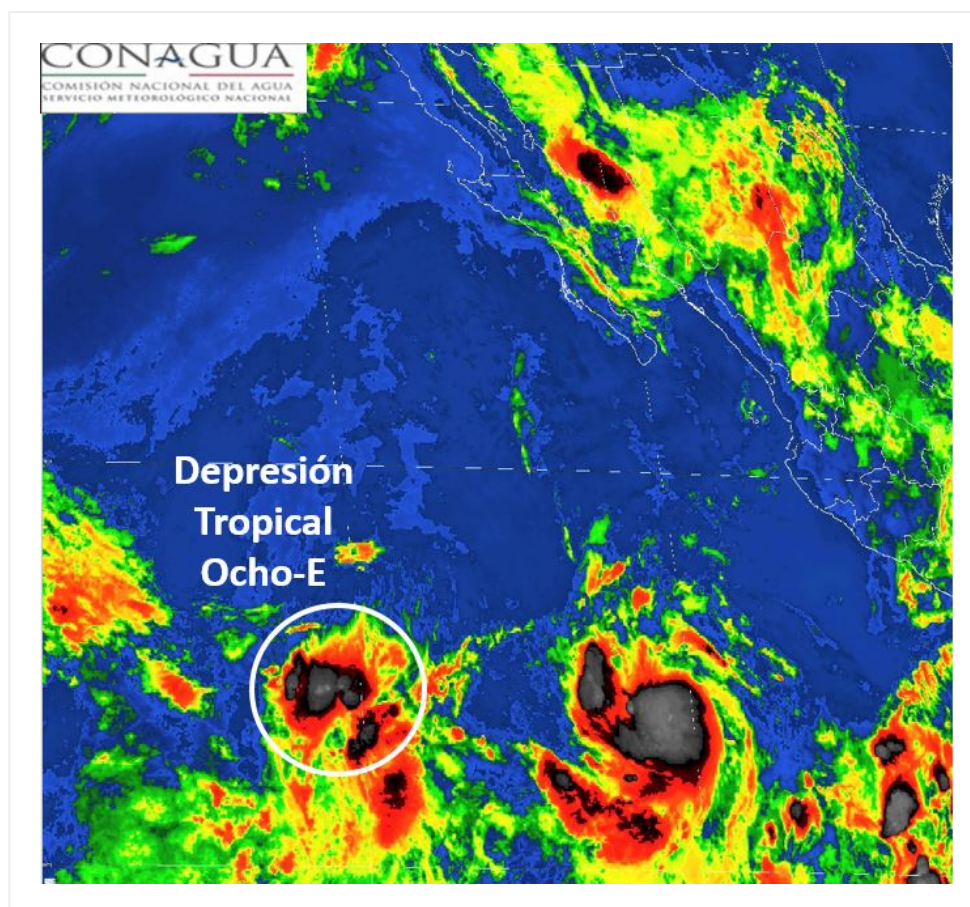 CONAGUA
COMISIÓN NACIONAL DEL AGUA
SERVICIO METEOROLÓGICO NACIONAL
Depresión
Tropical
Ocho-E